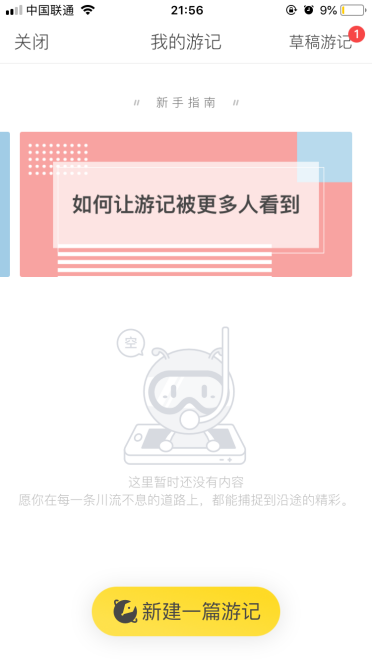 中国联通 21:56 9%
关闭 我的游记 草稿游记 1
〃 新手指南 〃
如何让游记被更多人看到
空
这里暂时还没有内容
愿你在每一条川流不息的道路上，都能捕捉到沿途的精彩。
新建一篇游记